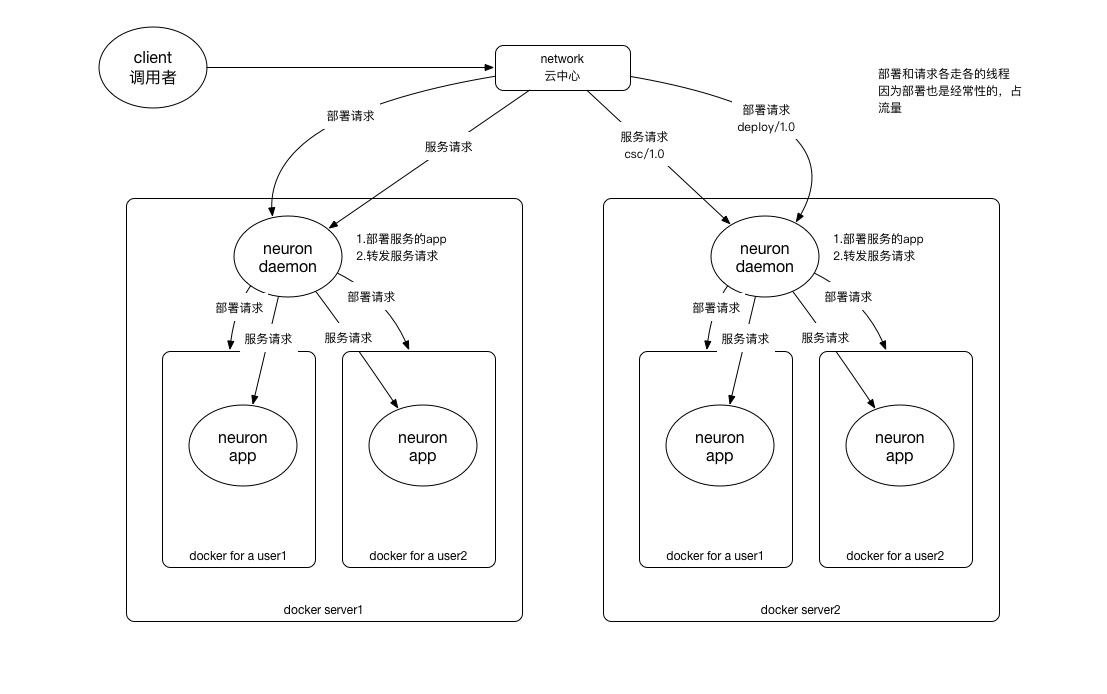 client
调用者
network
云中心
部署和请求各走各的线程
因为部署也是经常性的，占
流量
部署请求
服务请求
服务请求
csc/1.0
部署请求
deploy/1.0
neuron
daemon
1.部署服务的app
2.转发服务请求
部署请求
部署请求
服务请求
服务请求
neuron
app
neuron
app
docker for a user1
docker for a user2
docker server1
neuron
daemon
1.部署服务的app
2.转发服务请求
部署请求
部署请求
服务请求
服务请求
neuron
app
neuron
app
docker for a user1
docker for a user2
docker server2